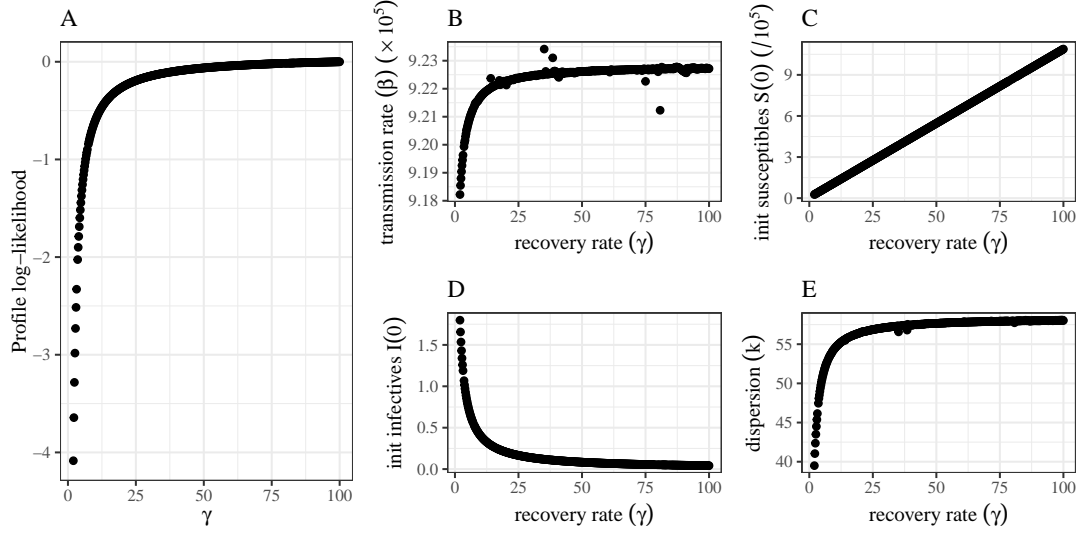 A
Profile log−likelihood
0
−1
−2
−3
−4
0 25 50 75 100
γ
B
transmission rate (β) (×10⁵)
9.23
9.22
9.21
9.20
9.19
9.18
0 25 50 75 100
recovery rate (γ)
C
init susceptibles S(0) (/10⁵)
9
6
3
0
0 25 50 75 100
recovery rate (γ)
D
init infectives I(0)
1.5
1.0
0.5
0.0
0 25 50 75 100
recovery rate (γ)
E
dispersion (k)
55
50
45
40
0 25 50 75 100
recovery rate (γ)